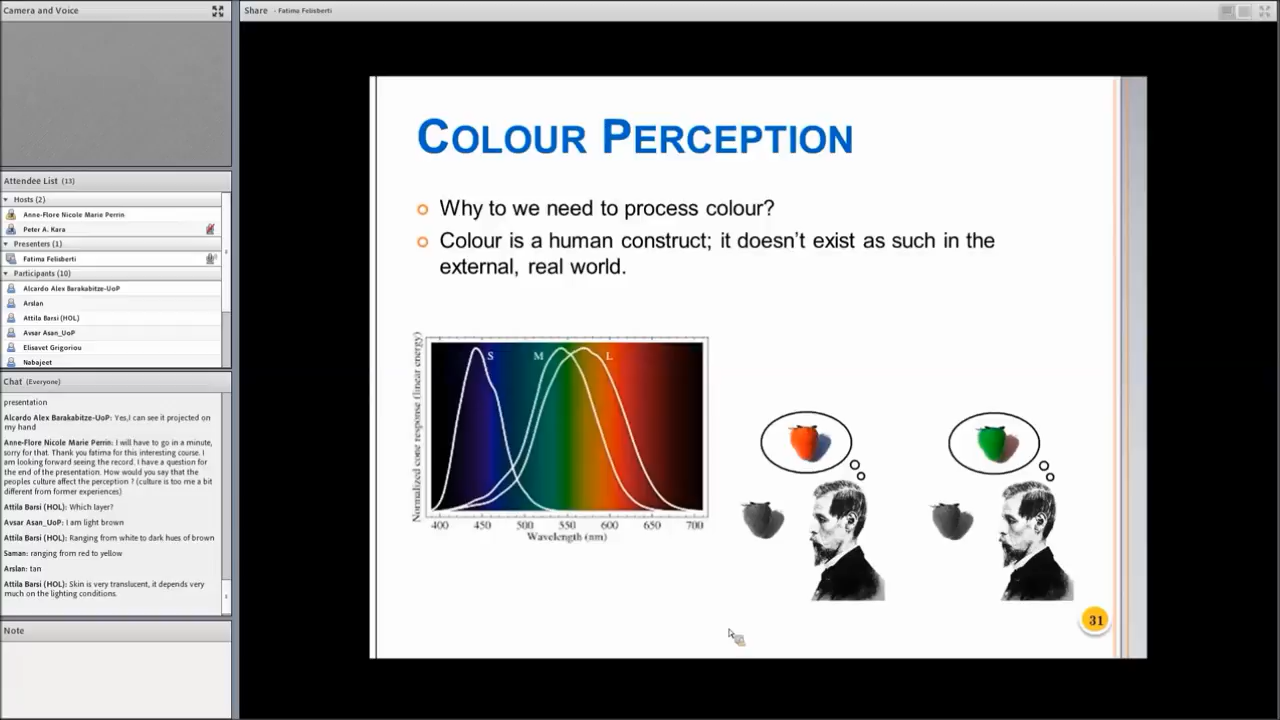 Camera and Voice
Share - Fatima Felisberti
Attendee List (13)
Hosts (2)
Anne-Flore Nicole Marie Perrin
Peter A. Kara
Presenters (1)
Fatima Felisberti
Participants (10)
Alcardo Alex Barakabitze-UoP
Arslan
Attila Barsi (HOL)
Avsar Asan_UoP
Elisavet Grigoriou
Nabajeet
Chat (Everyone)
presentation
Alcardo Alex Barakabitze-UoP: Yes,I can see it projected on
my hand
Anne-Flore Nicole Marie Perrin: I will have to go in a minute,
sorry for that. Thank you fatima for this interesting course. I
am looking forward seeing the record. I have a question for
the end of the presentation. How would you say that the
peoples culture affect the perception ? (culture is too me a bit
different from former experiences)
Attila Barsi (HOL): Which layer?
Avsar Asan_UoP: I am light brown
Attila Barsi (HOL): Ranging from white to dark hues of brown
Saman: ranging from red to yellow
Arslan: tan
Attila Barsi (HOL): Skin is very translucent, it depends very
much on the lighting conditions.
Note
COLOUR PERCEPTION
Why to we need to process colour?
Colour is a human construct; it doesn't exist as such in the
external, real world.
Normalized cone response (linear energy)
S M L
400 450 500 550 600 650 700
Wavelength (nm)
31